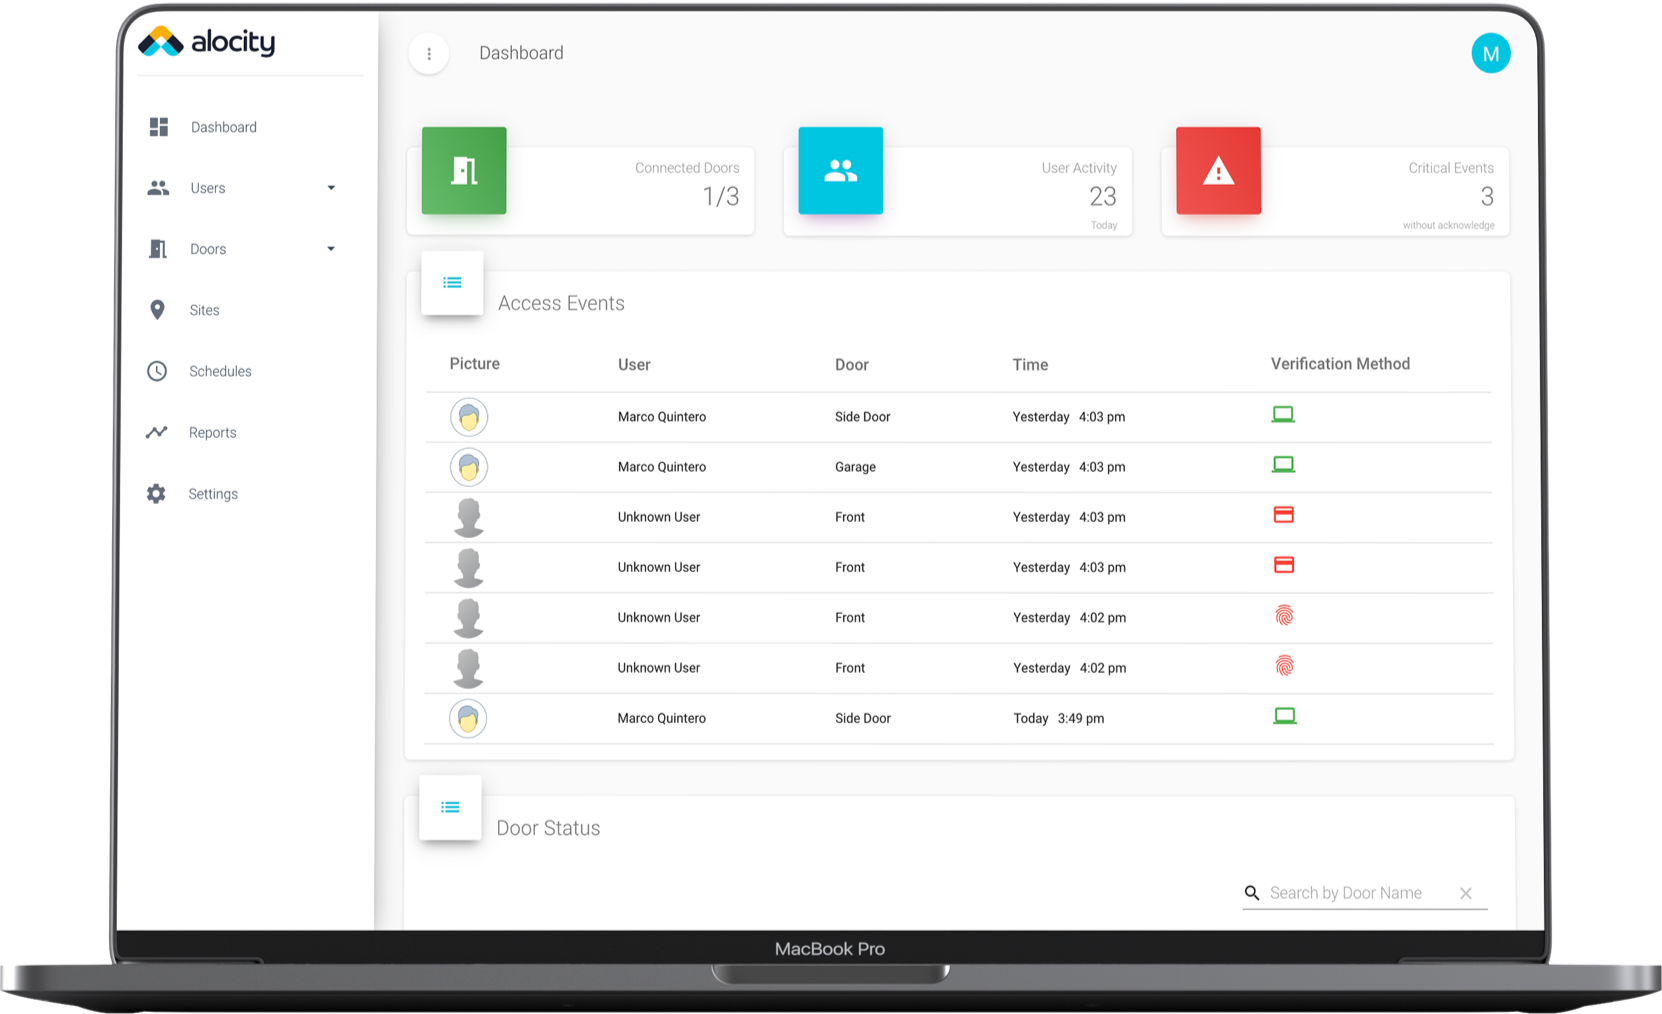 alocity
Dashboard
M
Dashboard
Users
Doors
Sites
Schedules
Reports
Settings
Connected Doors
1/3
User Activity
23
Today
Critical Events
3
without acknowledge
Access Events
Picture User Door Time Verification Method
Marco Quintero Side Door Yesterday 4:03 pm
Marco Quintero Garage Yesterday 4:03 pm
Unknown User Front Yesterday 4:03 pm
Unknown User Front Yesterday 4:03 pm
Unknown User Front Yesterday 4:02 pm
Unknown User Front Yesterday 4:02 pm
Marco Quintero Side Door Today 3:49 pm
Door Status
Search by Door Name
MacBook Pro